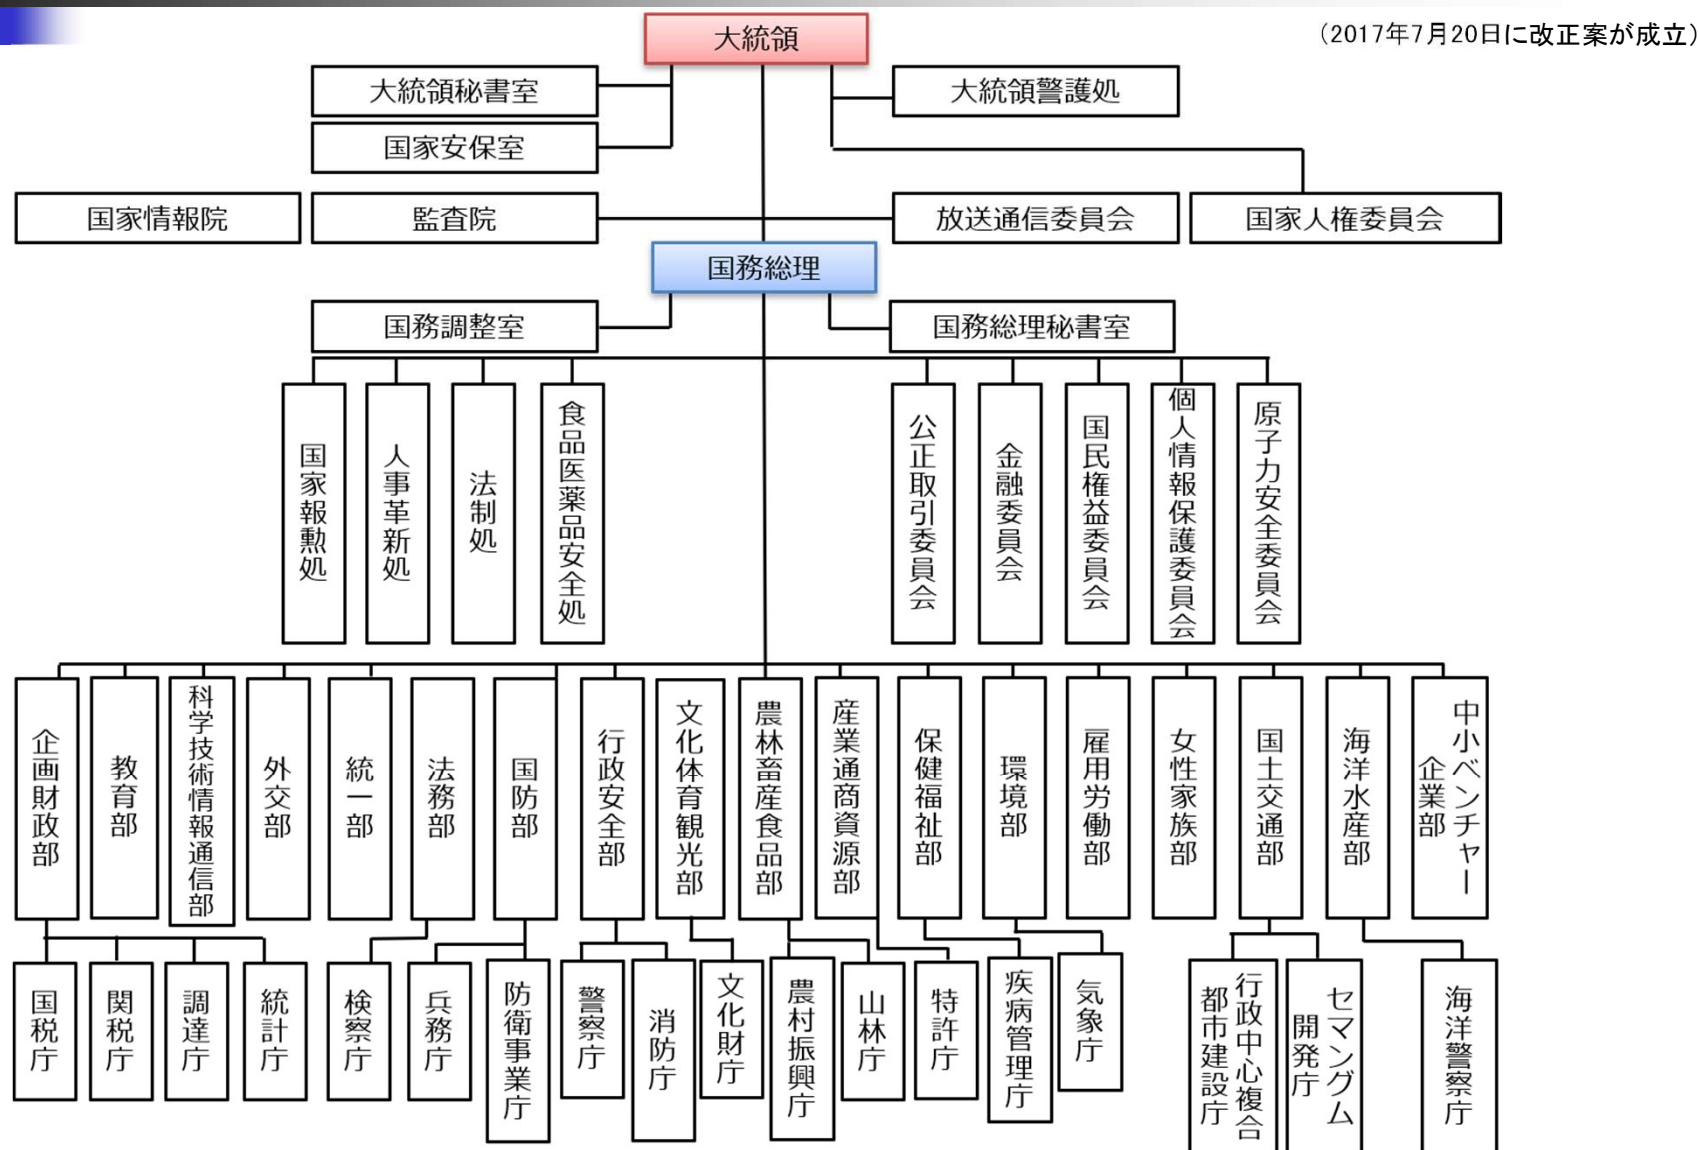 大統領
（2017年7月20日に改正案が成立）
大統領秘書室
大統領警護処
国家安保室
国家情報院
監査院
放送通信委員会
国家人権委員会
国務総理
国務調整室
国務総理秘書室
国家報勲処
人事革新処
法制処
食品医薬品安全処
公正取引委員会
金融委員会
国民権益委員会
個人情報保護委員会
原子力安全委員会
企画財政部
教育部
科学技術情報通信部
外交部
統一部
法務部
国防部
行政安全部
文化体育観光部
農林畜産食品部
産業通商資源部
保健福祉部
環境部
雇用労働部
女性家族部
国土交通部
海洋水産部
中小ベンチャー
企業部
国税庁
関税庁
調達庁
統計庁
検察庁
兵務庁
防衛事業庁
警察庁
消防庁
文化財庁
農村振興庁
山林庁
特許庁
疾病管理庁
気象庁
行政中心複合
都市建設庁
セマングム
開発庁
海洋警察庁